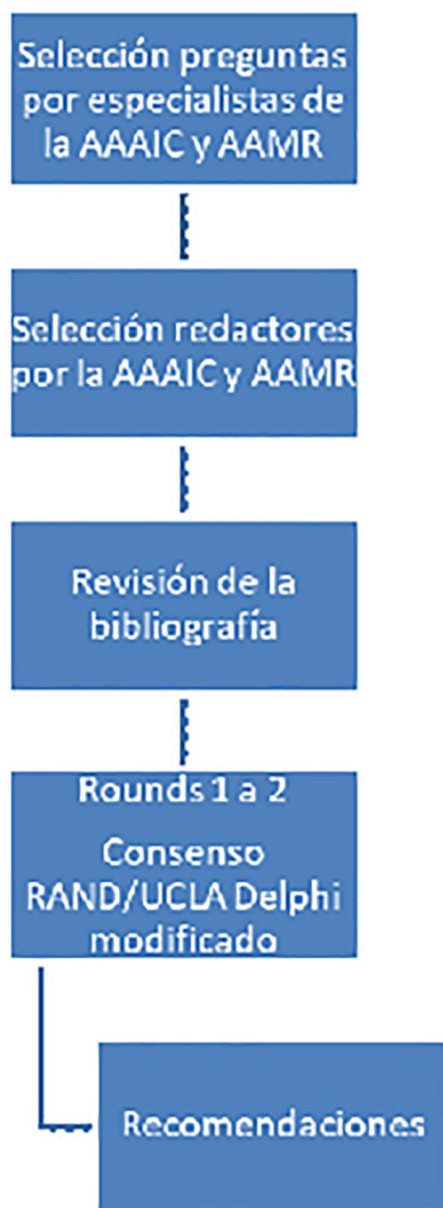 Selección preguntas
por especialistas de
la AAAIC y AAMR
Selección redactores
por la AAAIC y AAMR
Revisión de la
bibliografía
Rounds 1 a 2
Consenso
RAND/UCLA Delphi
modificado
Recomendaciones